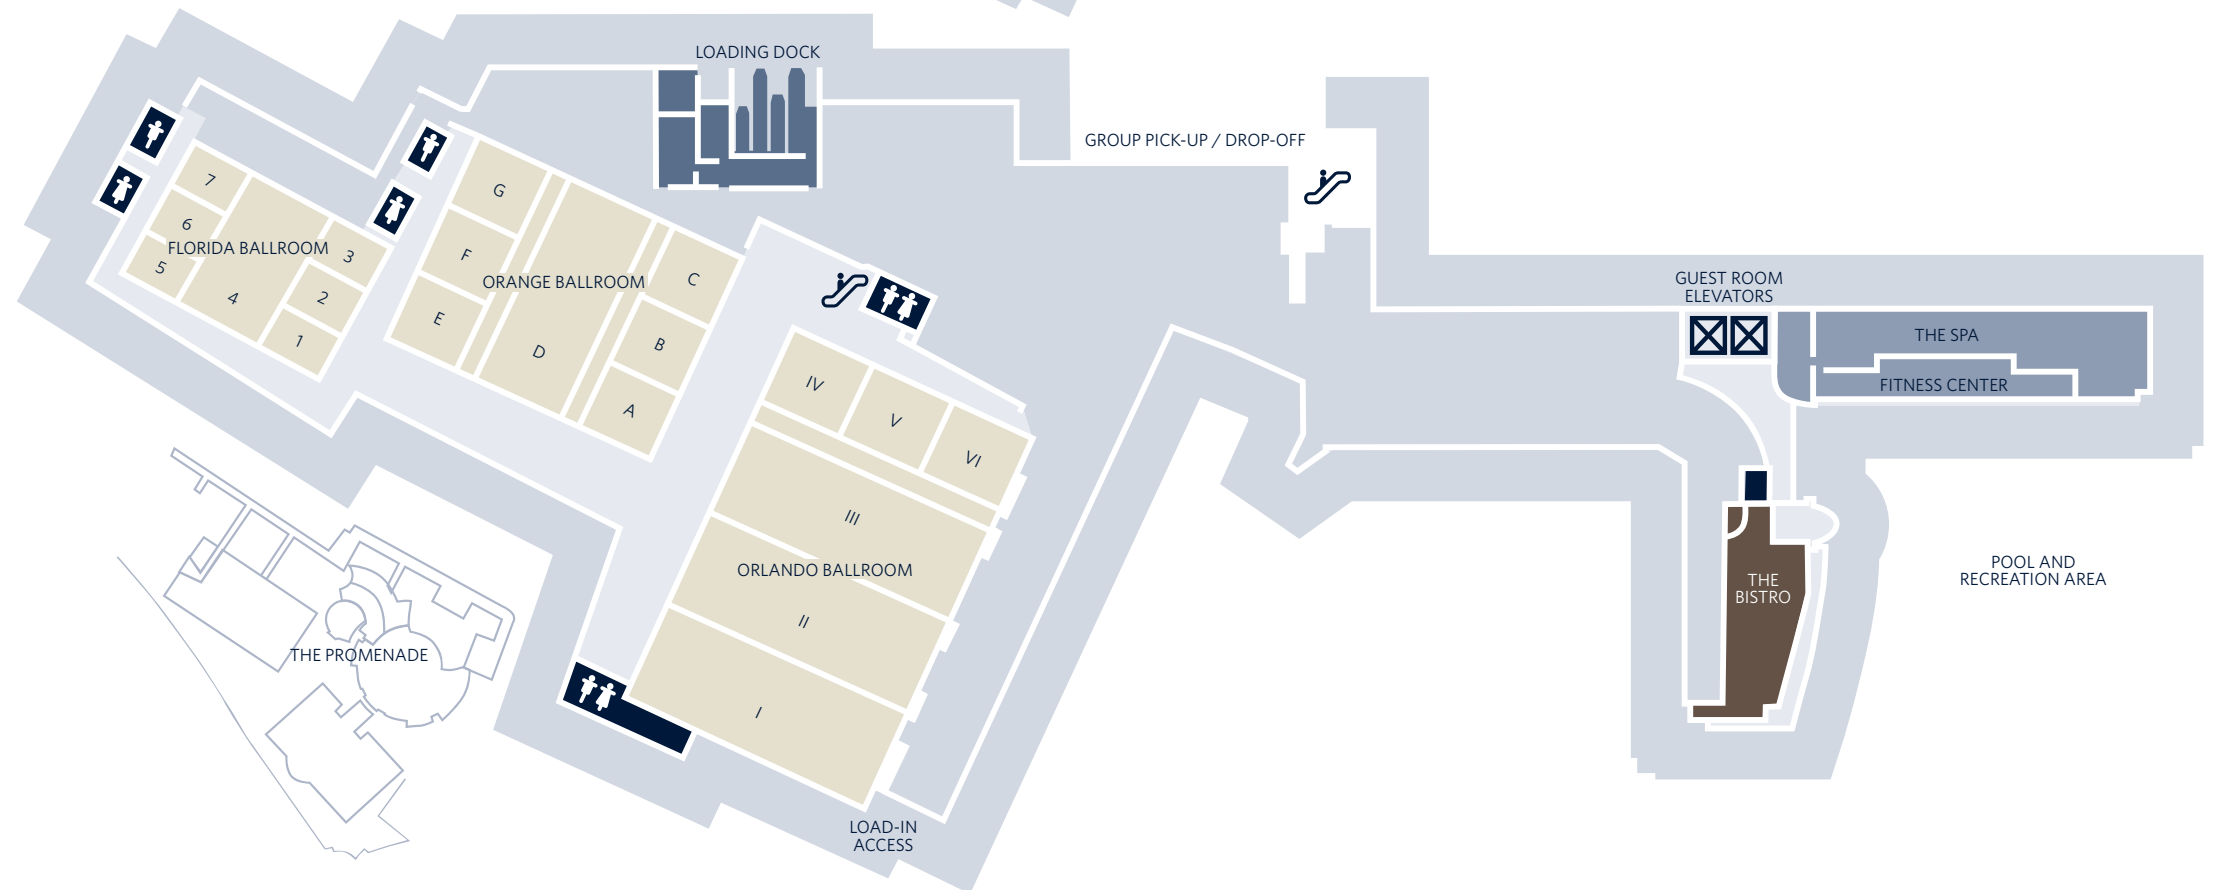 LOADING DOCK
GROUP PICK-UP / DROP-OFF
7
6
5
FLORIDA BALLROOM
4
3
2
1
G
F
E
ORANGE BALLROOM
D
C
B
A
IV
V
VI
III
ORLANDO BALLROOM
II
I
GUEST ROOM
ELEVATORS
THE SPA
FITNESS CENTER
THE
BISTRO
POOL AND
RECREATION AREA
THE PROMENADE
LOAD-IN
ACCESS